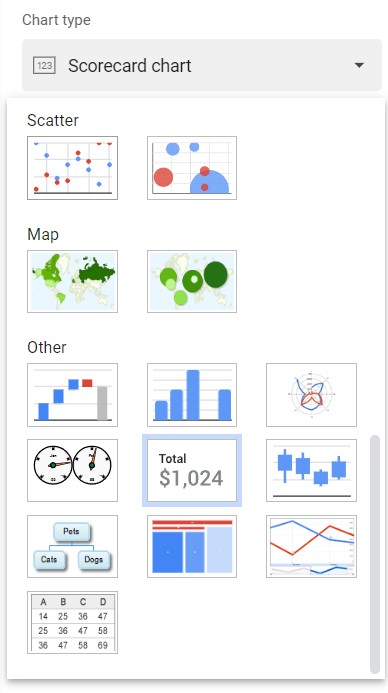 Chart type
123 Scorecard chart
Scatter
Map
Other
Total
$1,024
Pets
Cats Dogs
A B C D
14 25 36 47
25 36 47 58
36 47 58 69